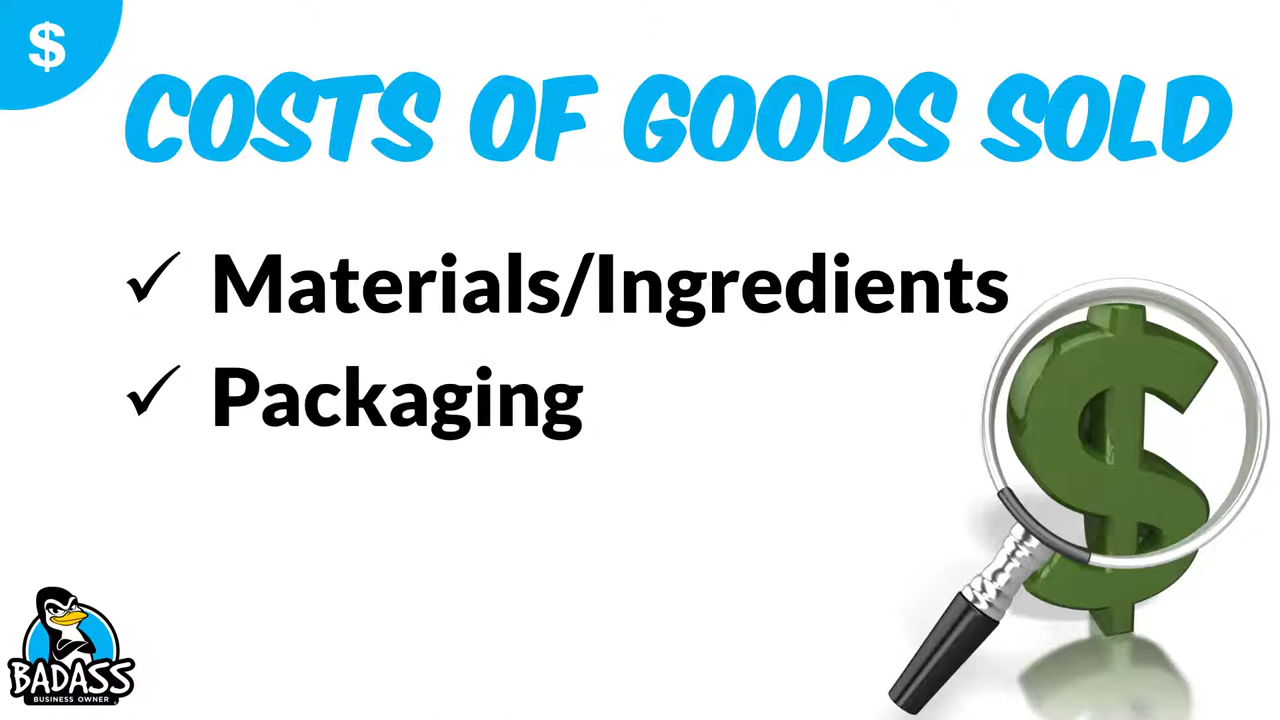 $
COSTS OF GOODS SOLD
✓ Materials/Ingredients
✓ Packaging
$
BADASS
BUSINESS OWNER